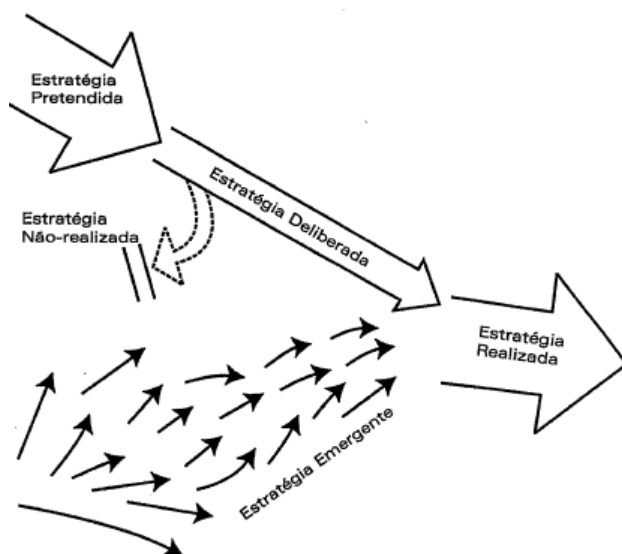 Estratégia
Pretendida
Estratégia Deliberada
Estratégia
Não-realizada
Estratégia
Realizada
Estratégia Emergente